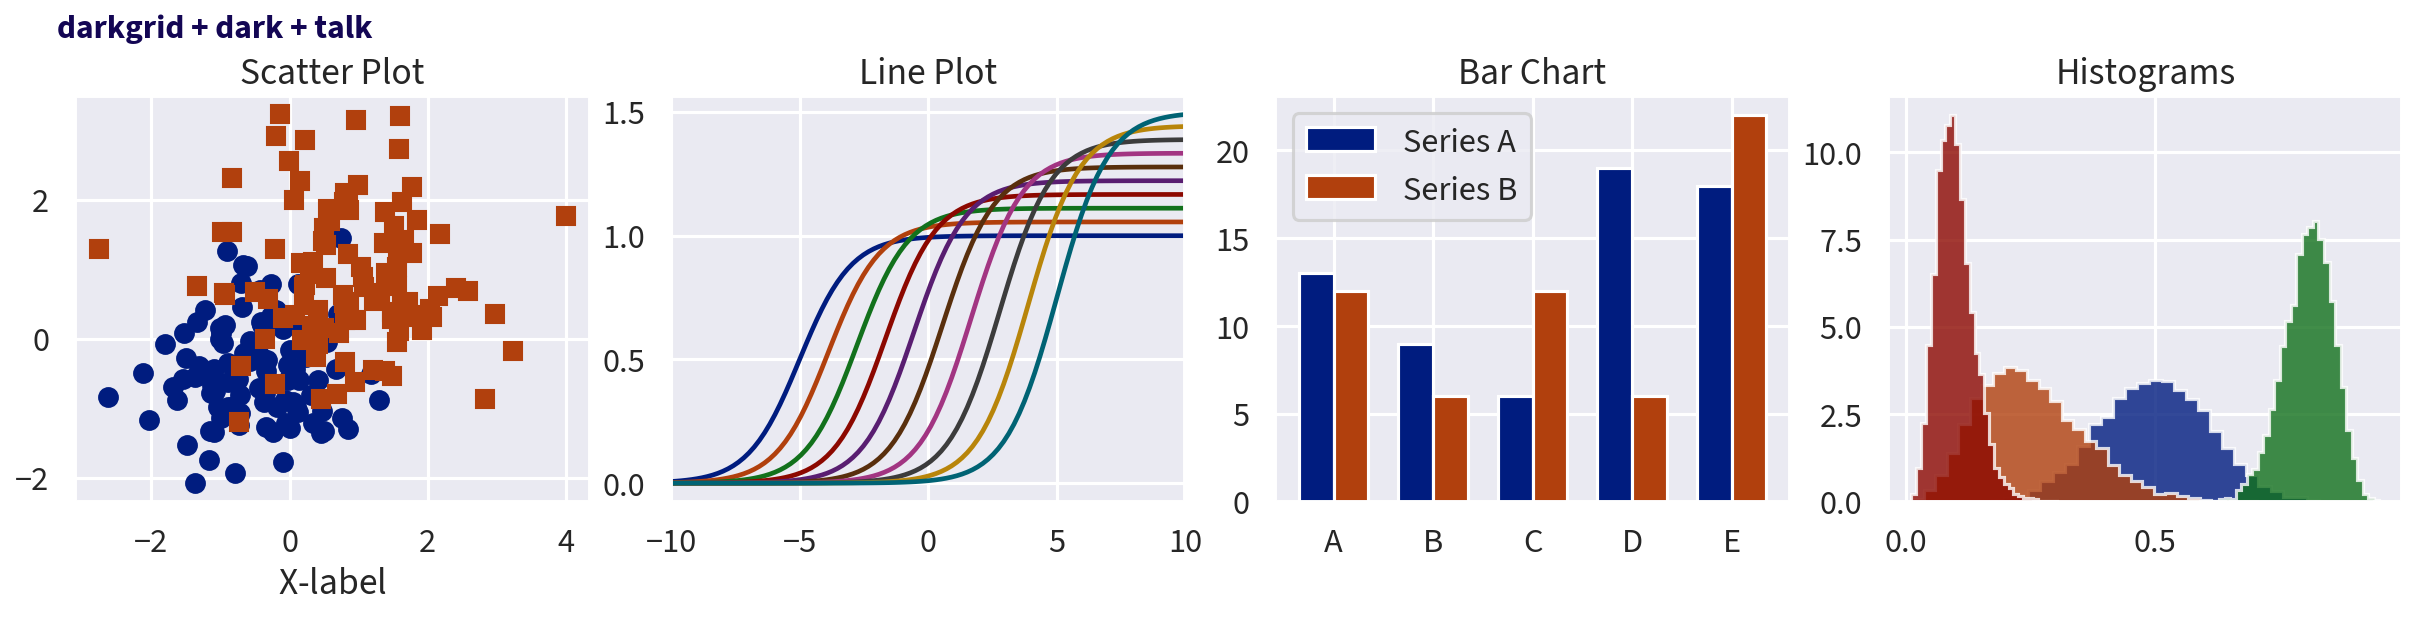 darkgrid + dark + talk
Scatter Plot
2
0
−2
−2 0 2 4
X-label
Line Plot
1.5
1.0
0.5
0.0
−10 −5 0 5 10
Bar Chart
Series A
Series B
20
15
10
5
0
A B C D E
Histograms
10.0
7.5
5.0
2.5
0.0
0.0 0.5